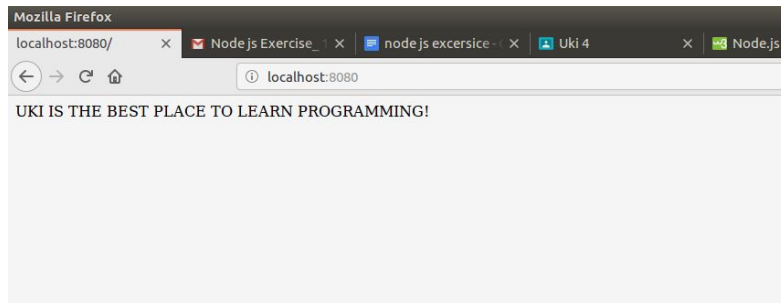 Mozilla Firefox
localhost:8080/
Node js Exercise_
node js excersice -
Uki 4
Node.js
localhost:8080
UKI IS THE BEST PLACE TO LEARN PROGRAMMING!